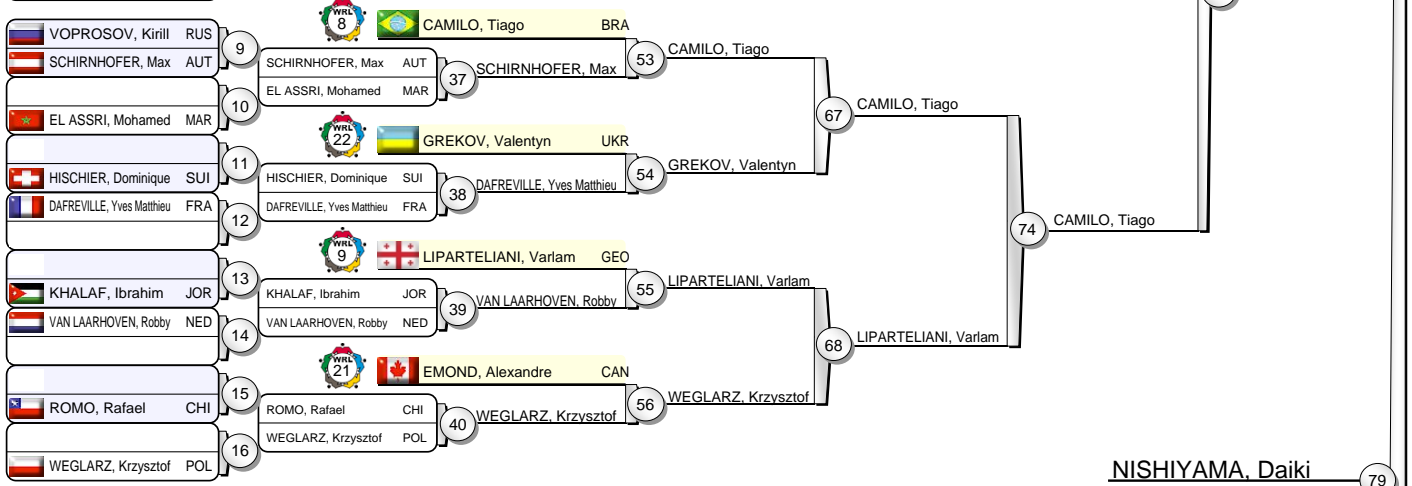 VOPROSOV, Kirill RUS
SCHIRNHOFER, Max AUT
9
EL ASSRI, Mohamed MAR
10
HISCHIER, Dominique SUI
11
DAFREVILLE, Yves Matthieu FRA
12
KHALAF, Ibrahim JOR
13
VAN LAARHOVEN, Robby NED
14
ROMO, Rafael CHI
15
WEGLARZ, Krzysztof POL
16
WRL
8
CAMILO, Tiago BRA
SCHIRNHOFER, Max AUT
EL ASSRI, Mohamed MAR
37
SCHIRNHOFER, Max
53
WRL
22
GREKOV, Valentyn UKR
HISCHIER, Dominique SUI
DAFREVILLE, Yves Matthieu FRA
38
DAFREVILLE, Yves Matthieu
54
WRL
9
LIPARTELIANI, Varlam GEO
KHALAF, Ibrahim JOR
VAN LAARHOVEN, Robby NED
39
VAN LAARHOVEN, Robby
55
WRL
21
EMOND, Alexandre CAN
ROMO, Rafael CHI
WEGLARZ, Krzysztof POL
40
WEGLARZ, Krzysztof
56
CAMILO, Tiago
GREKOV, Valentyn
67
LIPARTELIANI, Varlam
WEGLARZ, Krzysztof
68
CAMILO, Tiago
LIPARTELIANI, Varlam
74
CAMILO, Tiago
NISHIYAMA, Daiki
79